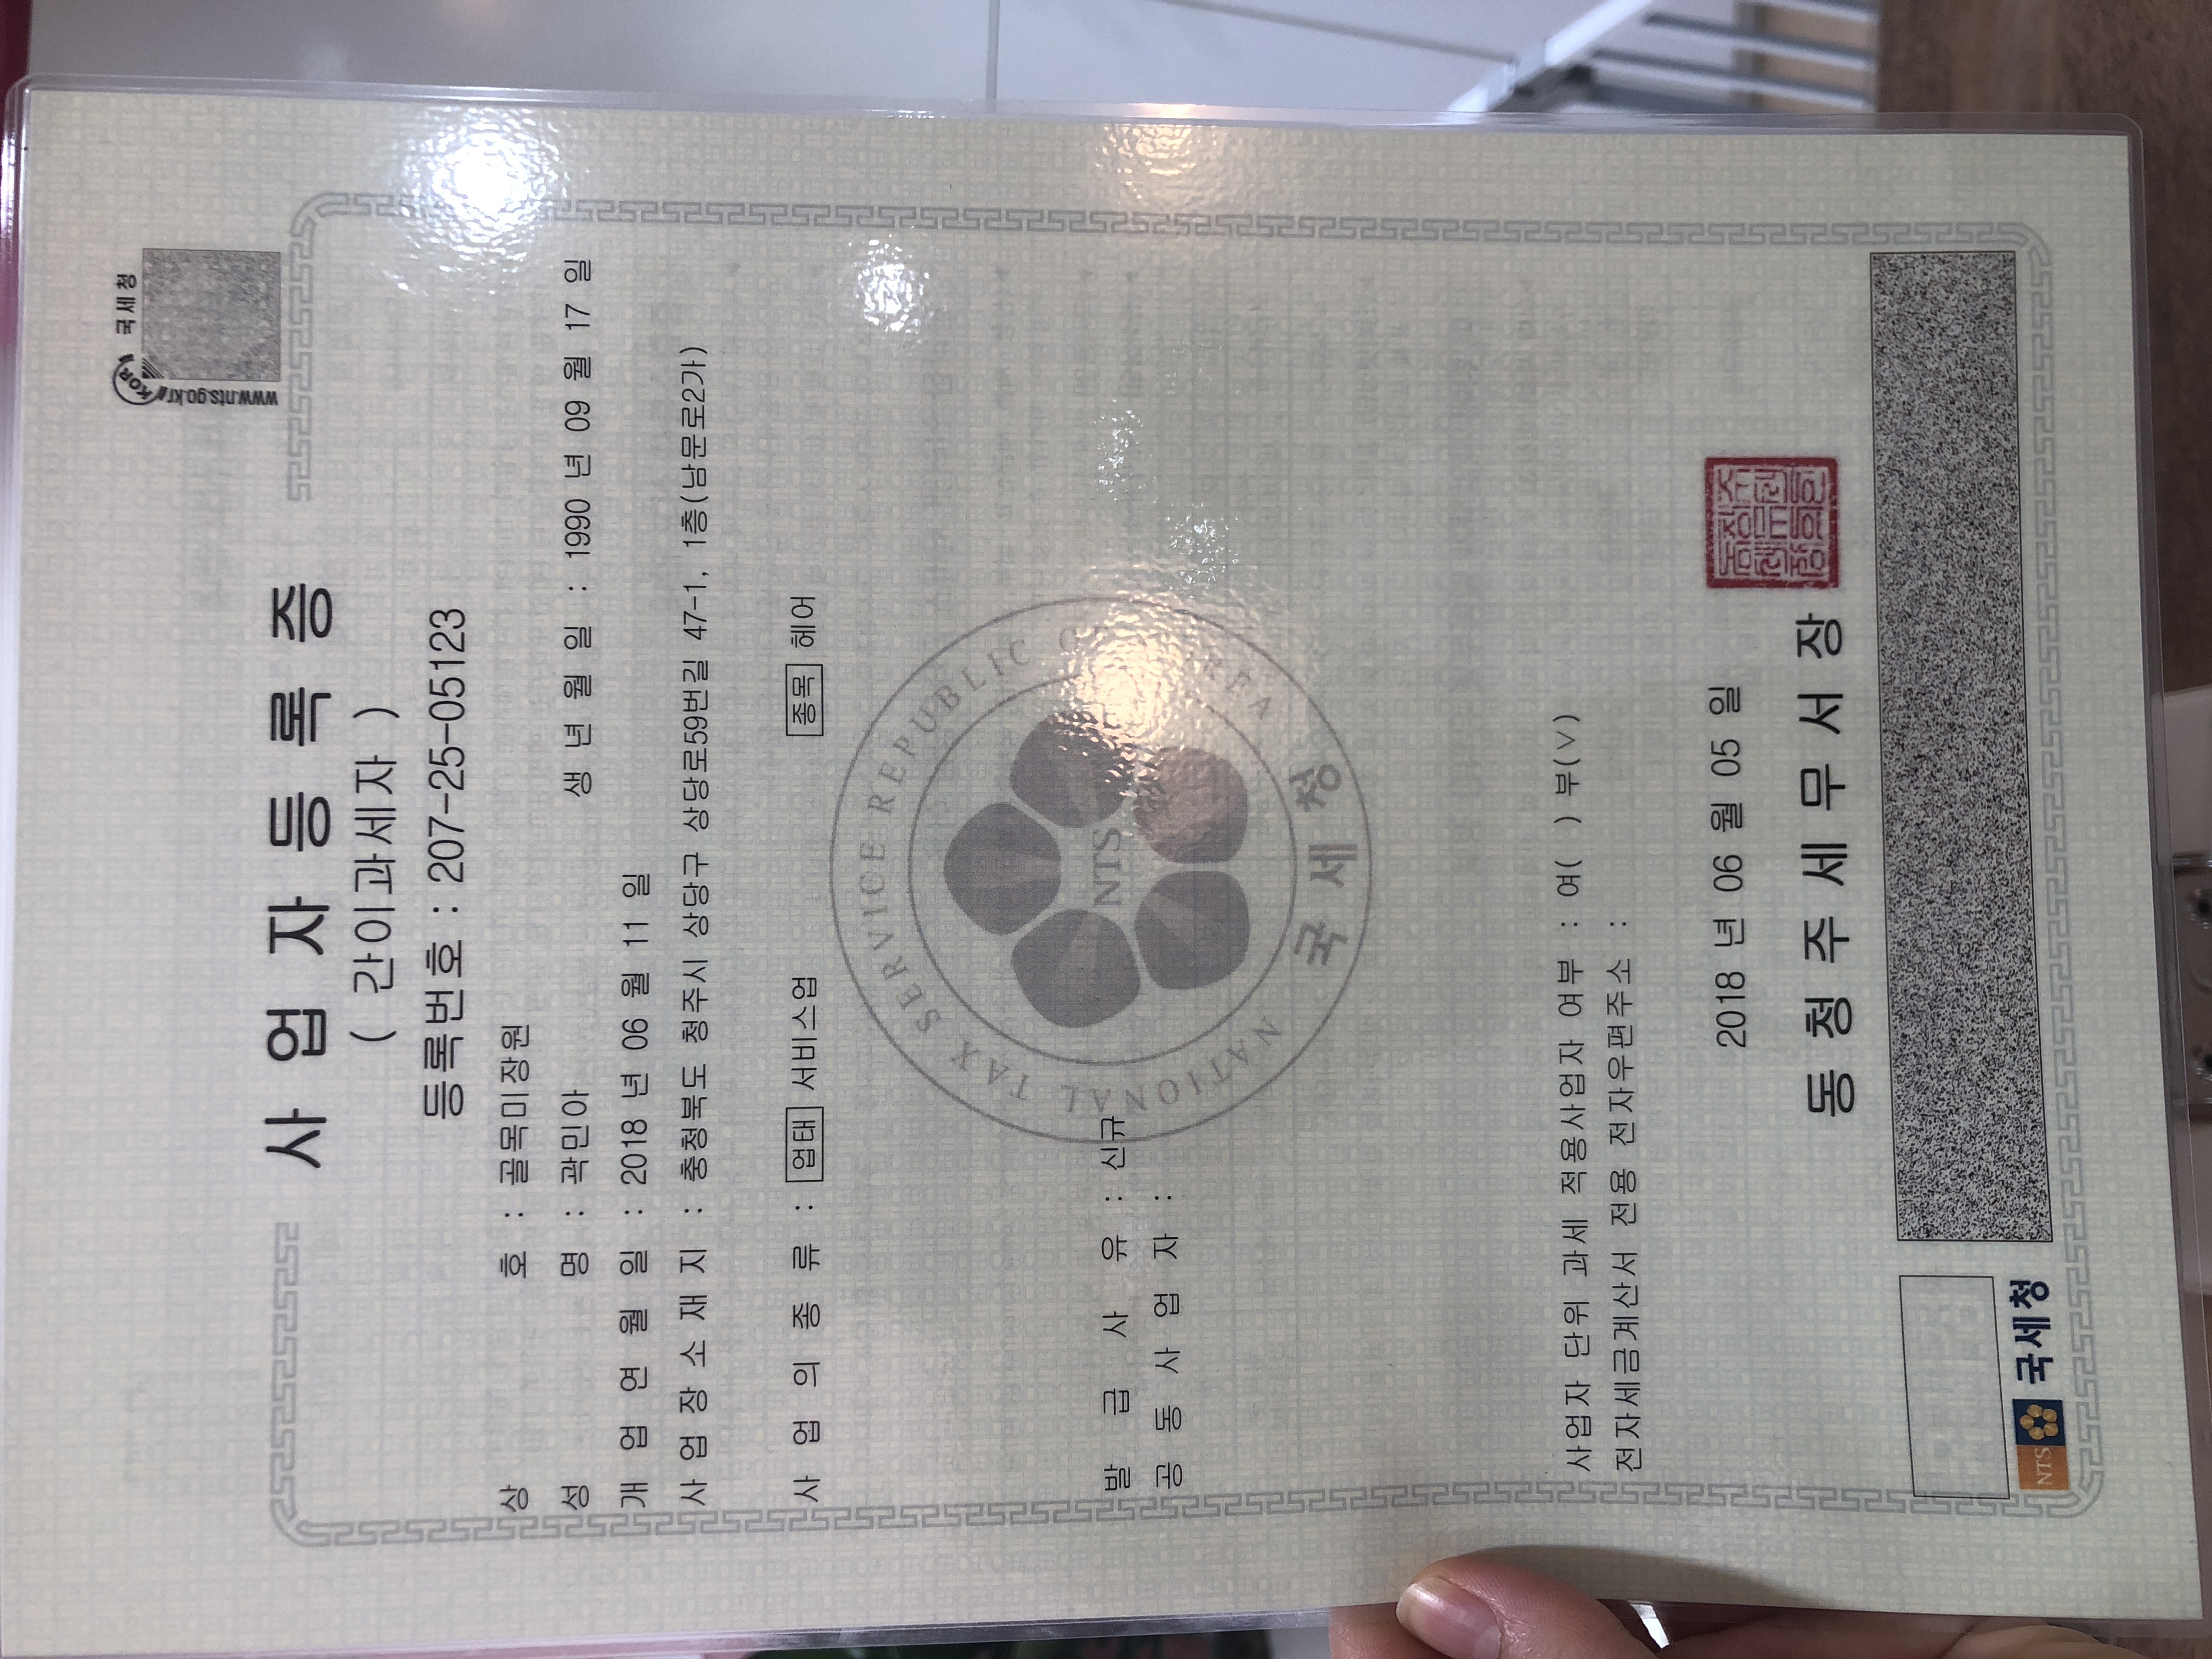 국세청
KOR
www.nts.go.kr
사 업 자 등 록 증
( 간이과세자 )
등록번호 : 207-25-05123
상 호 : 골목미장원
성 명 : 곽민아 생 년 월 일 : 1990 년 09 월 17 일
개 업 연 월 일 : 2018 년 06 월 11 일
사 업 장 소 재 지 : 충청북도 청주시 상당구 상당로59번길 47-1, 1층(남문로2가)
사 업 의 종 류 : 업태 서비스업 종목 헤어
NATIONAL TAX SERVICE REPUBLIC OF KOREA
NTS
국세청
발 급 사 유 : 신규
공 동 사 업 자 :
사업자 단위 과세 적용사업자 여부 : 여( ) 부(∨)
전자세금계산서 전용 전자우편주소 :
2018 년 06 월 05 일
동 청 주 세 무 서 장
NTS 국세청